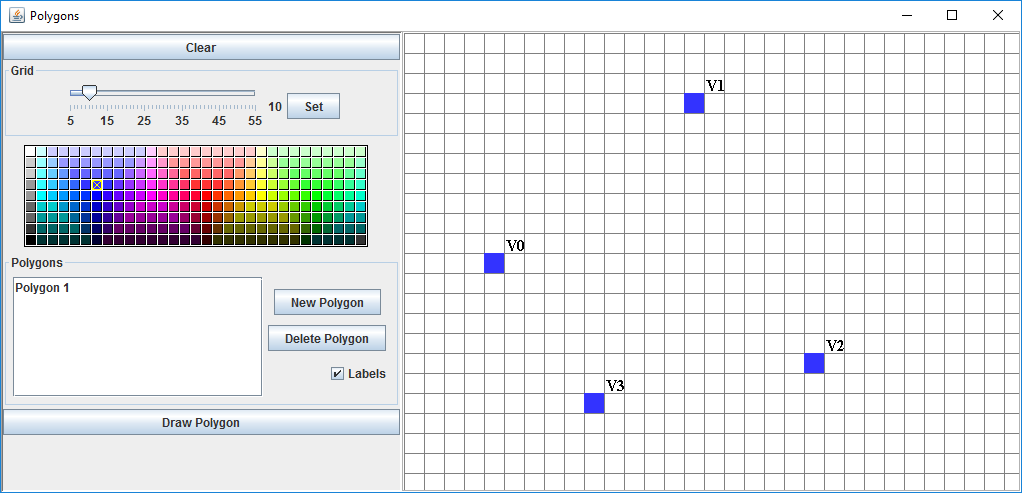 Polygons
Clear
Grid
10 Set
5 15 25 35 45 55
Polygons
Polygon 1
New Polygon
Delete Polygon
Labels
Draw Polygon
V1
V0
V2
V3